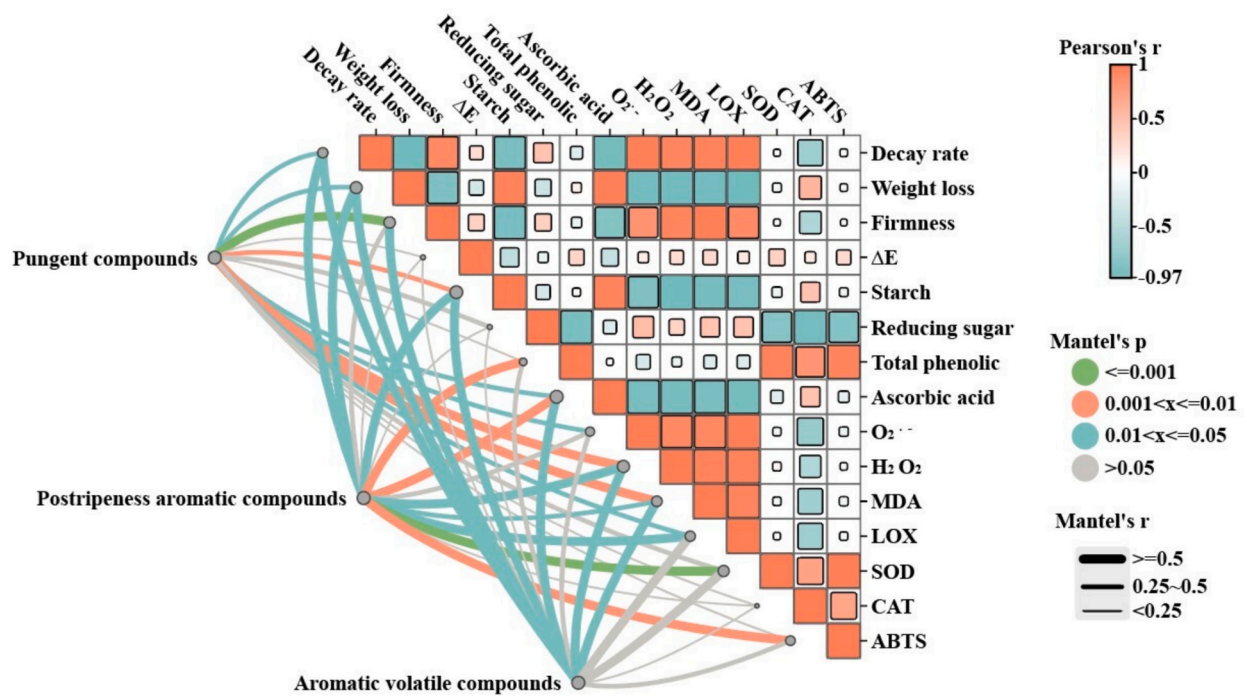 Decay rate
Weight loss
Firmness
ΔE
Starch
Reducing sugar
Total phenolic
Ascorbic acid
O₂·-
H₂O₂
MDA
LOX
SOD
CAT
ABTS
Decay rate
Weight loss
Firmness
ΔE
Starch
Reducing sugar
Total phenolic
Ascorbic acid
O₂·-
H₂O₂
MDA
LOX
SOD
CAT
ABTS
Pungent compounds
Postripeness aromatic compounds
Aromatic volatile compounds
Pearson's r
1
0.5
0
-0.5
-0.97
Mantel's p
<=0.001
0.001<x<=0.01
0.01<x<=0.05
>0.05
Mantel's r
>=0.5
0.25~0.5
<0.25